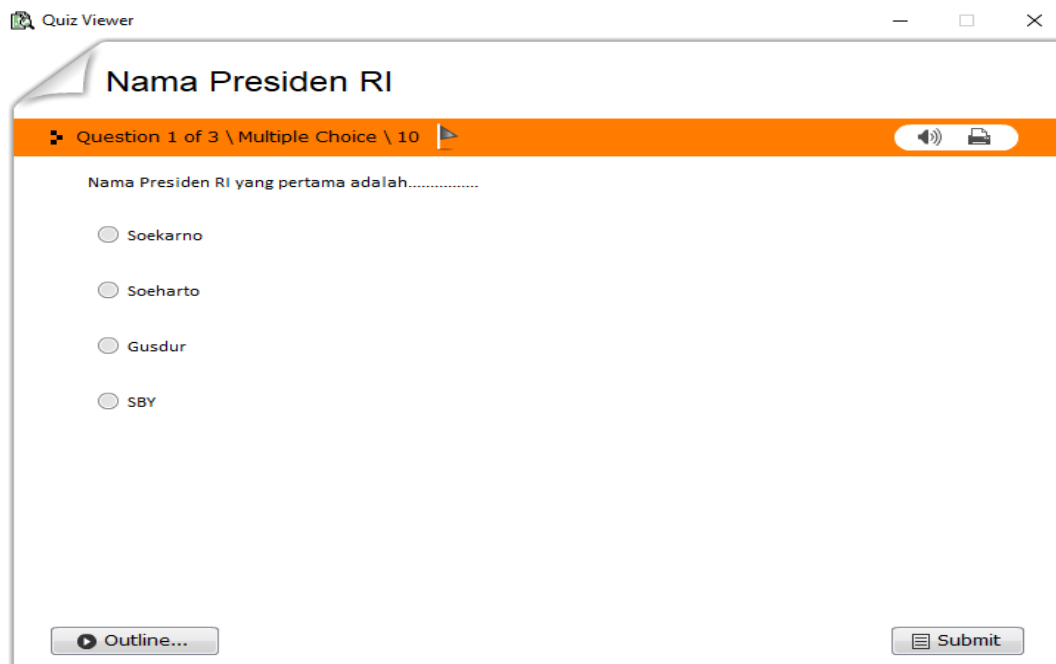 Quiz Viewer
Nama Presiden RI
Question 1 of 3 \ Multiple Choice \ 10
Nama Presiden RI yang pertama adalah...............
Soekarno
Soeharto
Gusdur
SBY
Outline...
Submit